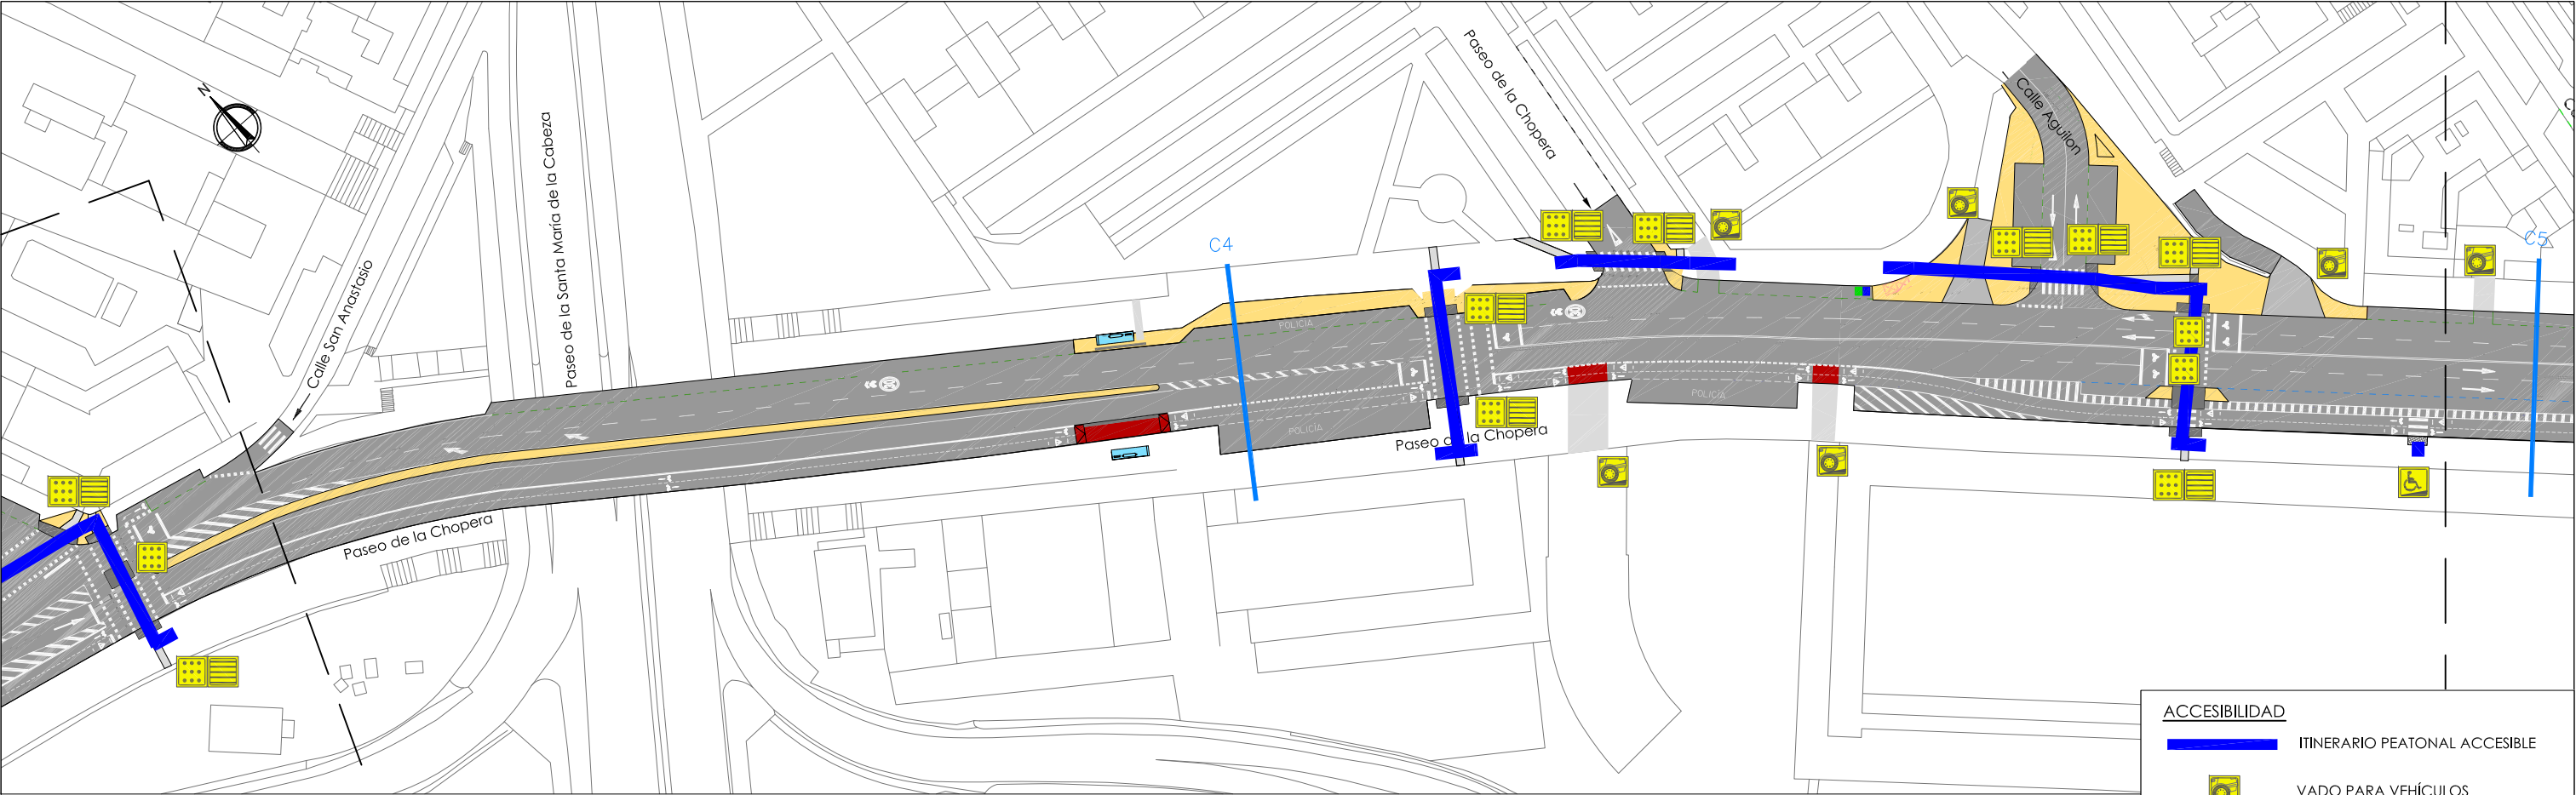 N
Calle San Anastasio
Paseo de la Santa María de la Cabeza
Paseo de la Chopera
C4
POLICÍA
POLICÍA
Paseo de la Chopera
Paseo de la Chopera
POLICÍA
Calle Aguilon
C5
ACCESIBILIDAD
ITINERARIO PEATONAL ACCESIBLE
VADO PARA VEHÍCULOS